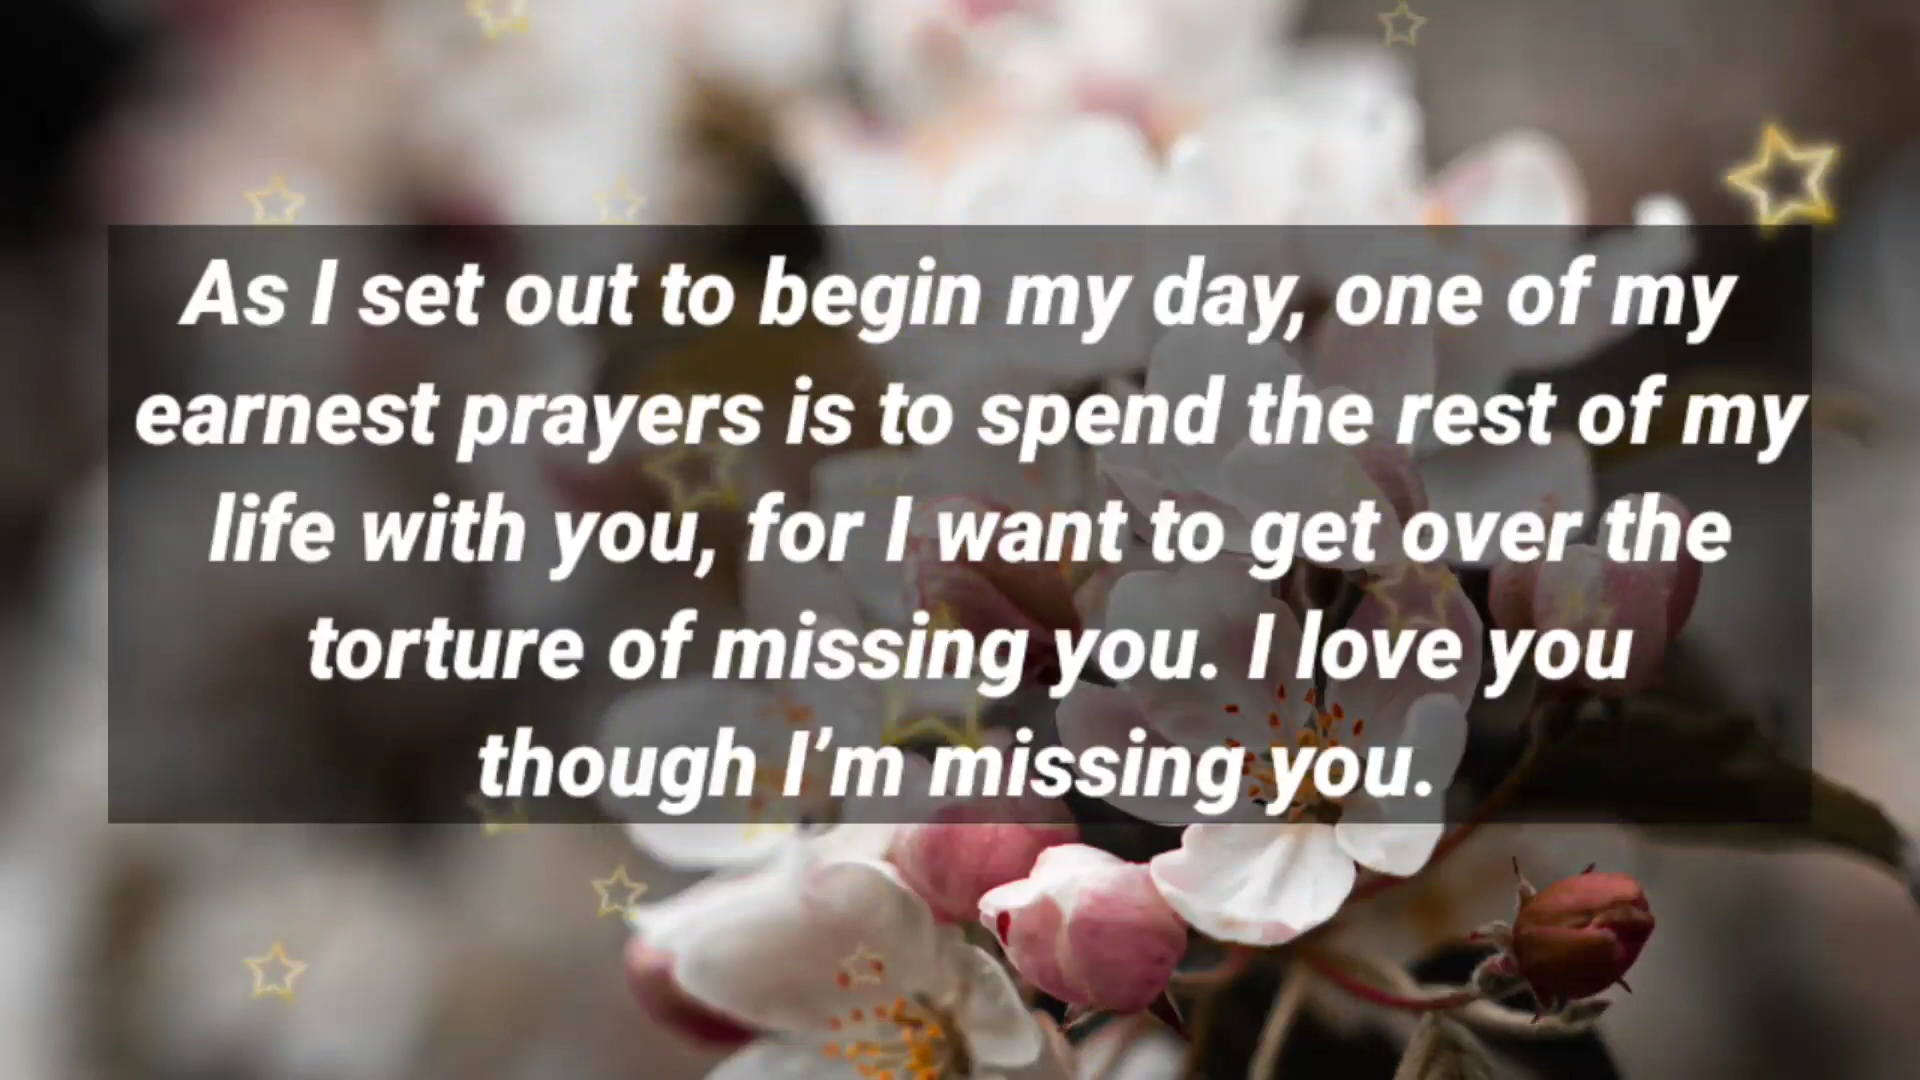 As I set out to begin my day, one of my
earnest prayers is to spend the rest of my
life with you, for I want to get over the
torture of missing you. I love you
though I’m missing you.